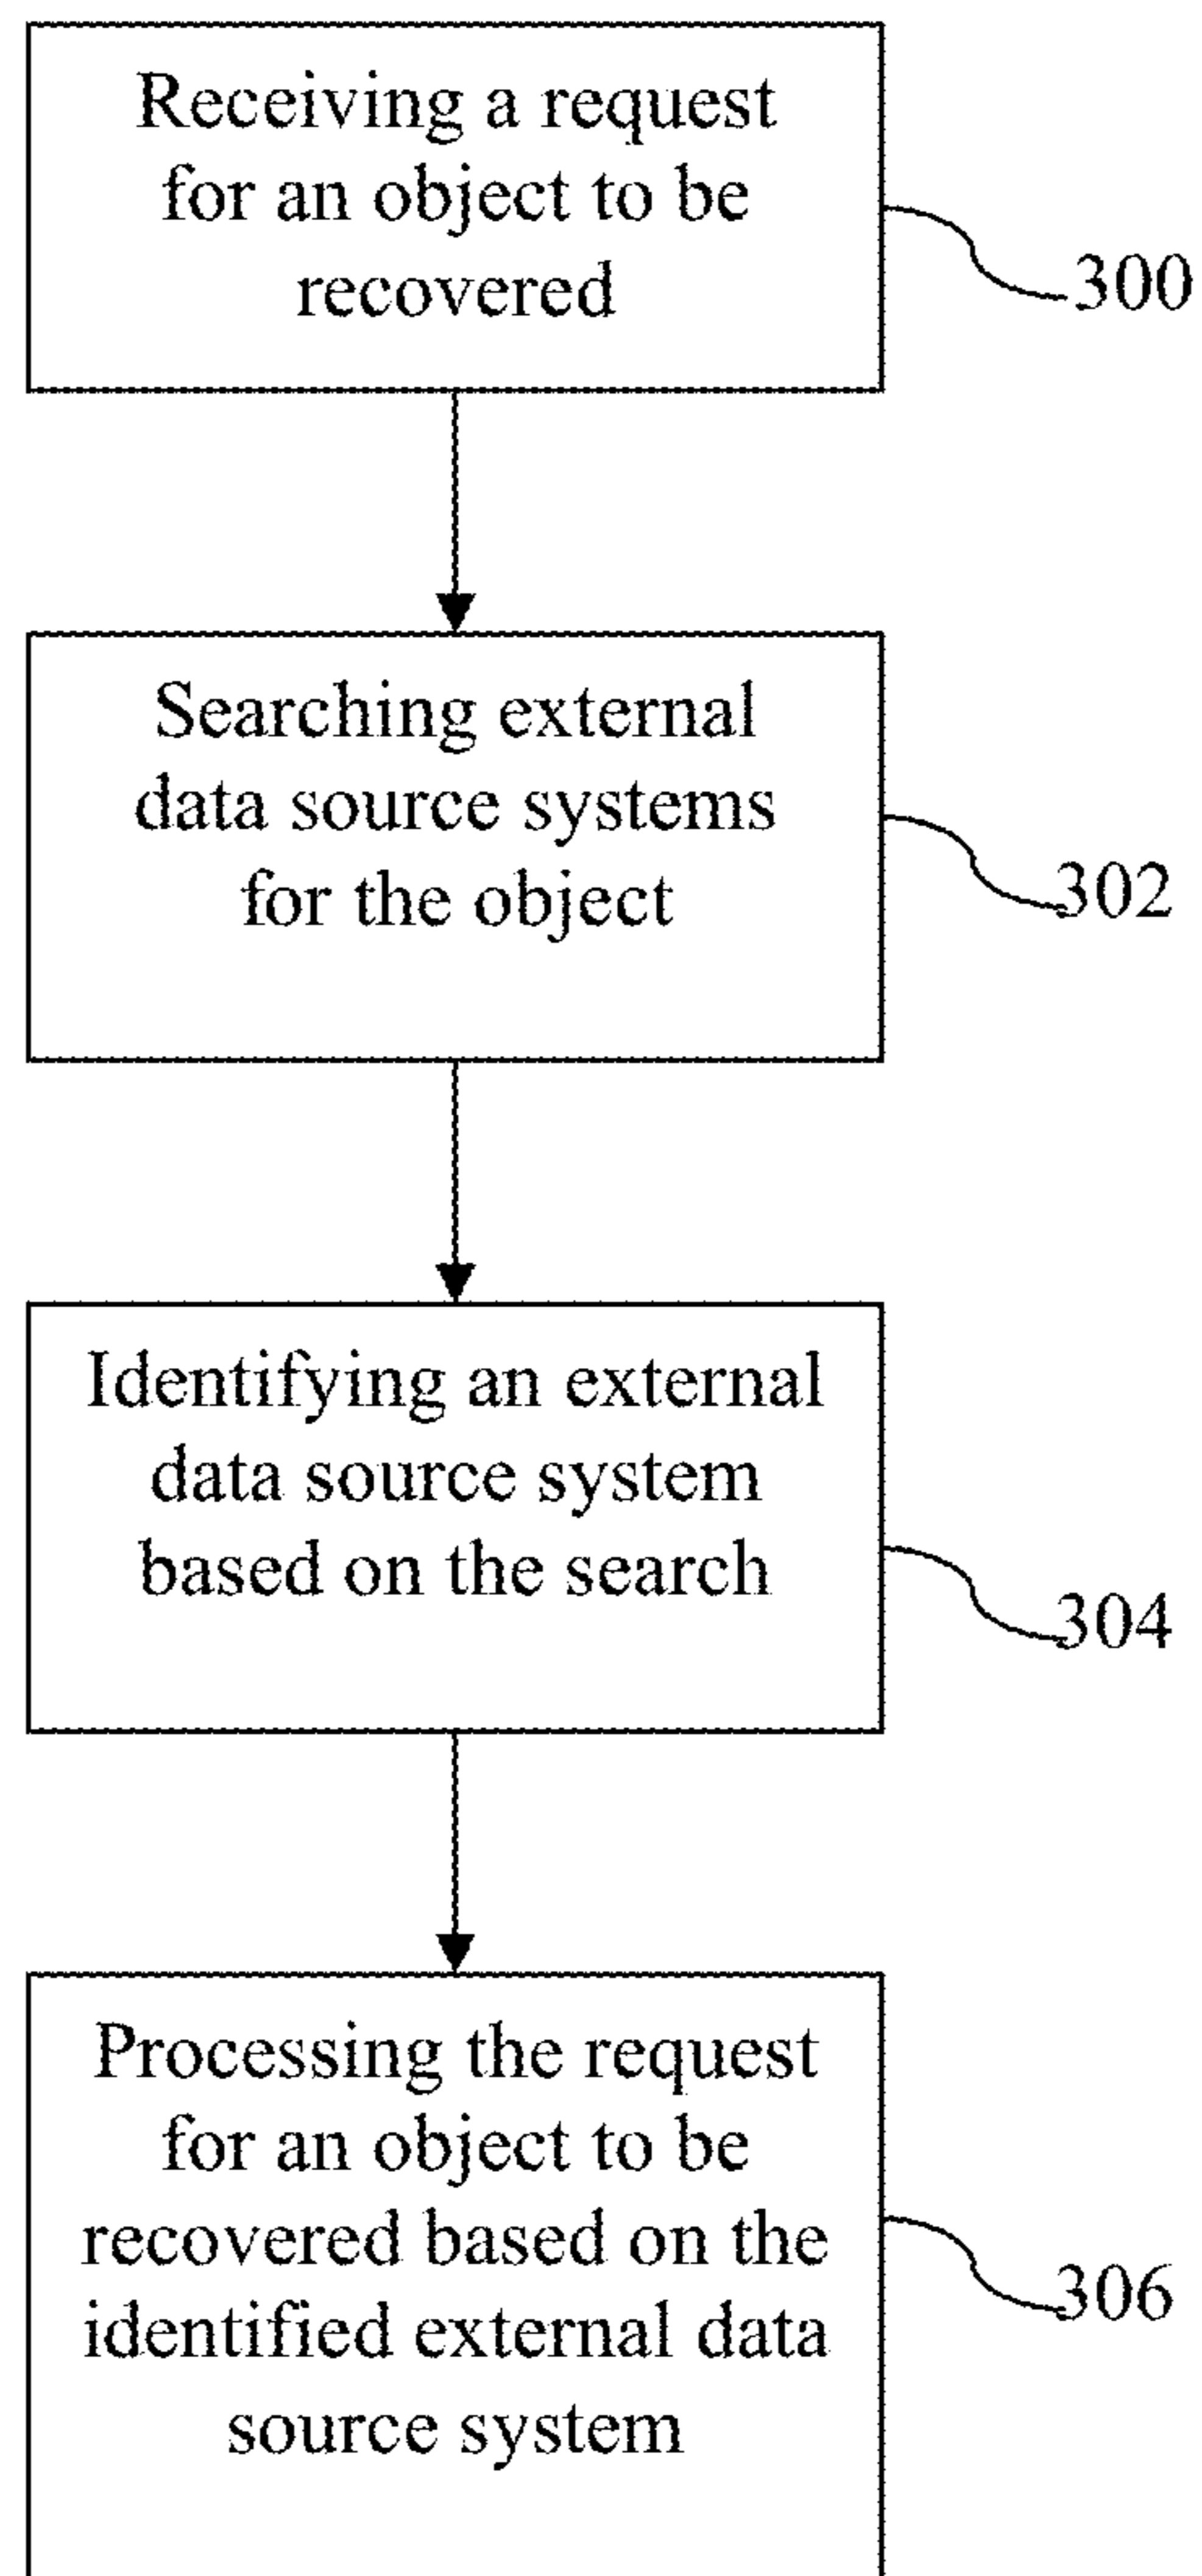 Receiving a request
for an object to be
recovered
300
Searching external
data source systems
for the object
302
Identifying an external
data source system
based on the search
304
Processing the request
for an object to be
recovered based on the
identified external data
source system
306